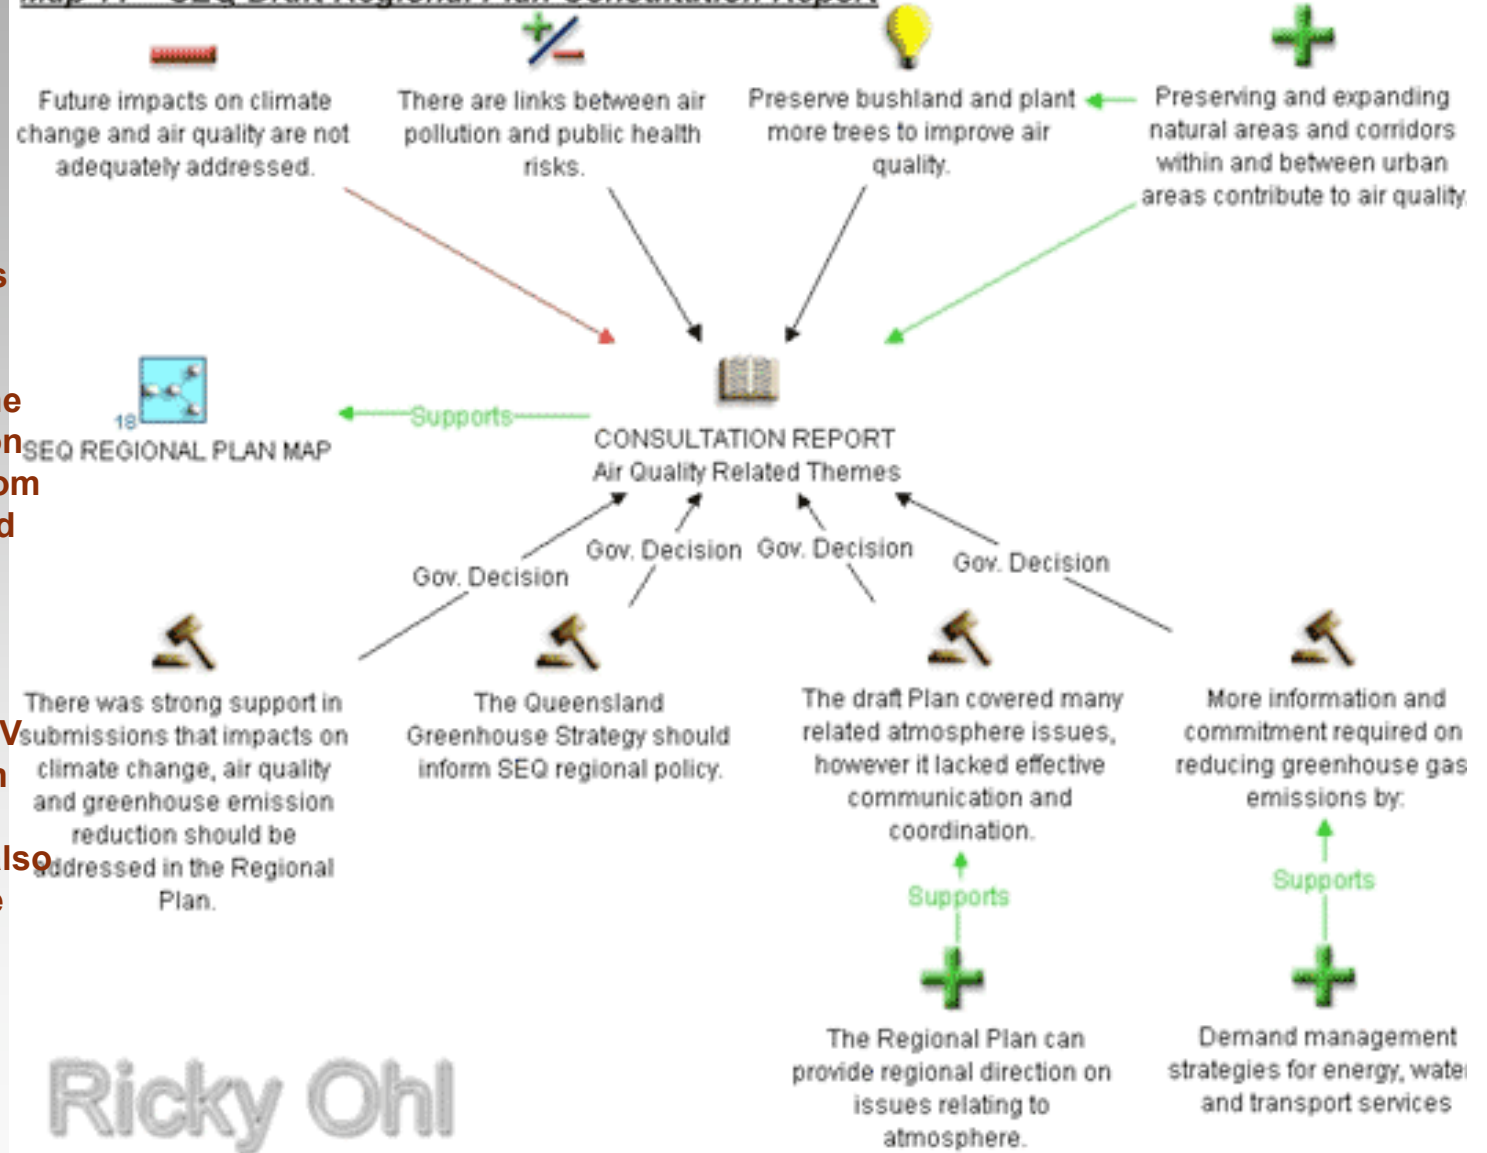 SEQ Draft Regional Plan Consultation Report
Future impacts on climate
change and air quality are not
adequately addressed.
There are links between air
pollution and public health
risks.
Preserve bushland and plant
more trees to improve air
quality.
Preserving and expanding
natural areas and corridors
within and between urban
areas contribute to air quality.
18
SEQ REGIONAL PLAN MAP
Supports
CONSULTATION REPORT
Air Quality Related Themes
Gov. Decision
Gov. Decision
Gov. Decision
Gov. Decision
There was strong support in
submissions that impacts on
climate change, air quality
and greenhouse emission
reduction should be
addressed in the Regional
Plan.
The Queensland
Greenhouse Strategy should
inform SEQ regional policy.
The draft Plan covered many
related atmosphere issues,
however it lacked effective
communication and
coordination.
More information and
commitment required on
reducing greenhouse gas
emissions by:
Supports
Supports
The Regional Plan can
provide regional direction on
issues relating to
atmosphere.
Demand management
strategies for energy, water
and transport services
Ricky Ohl